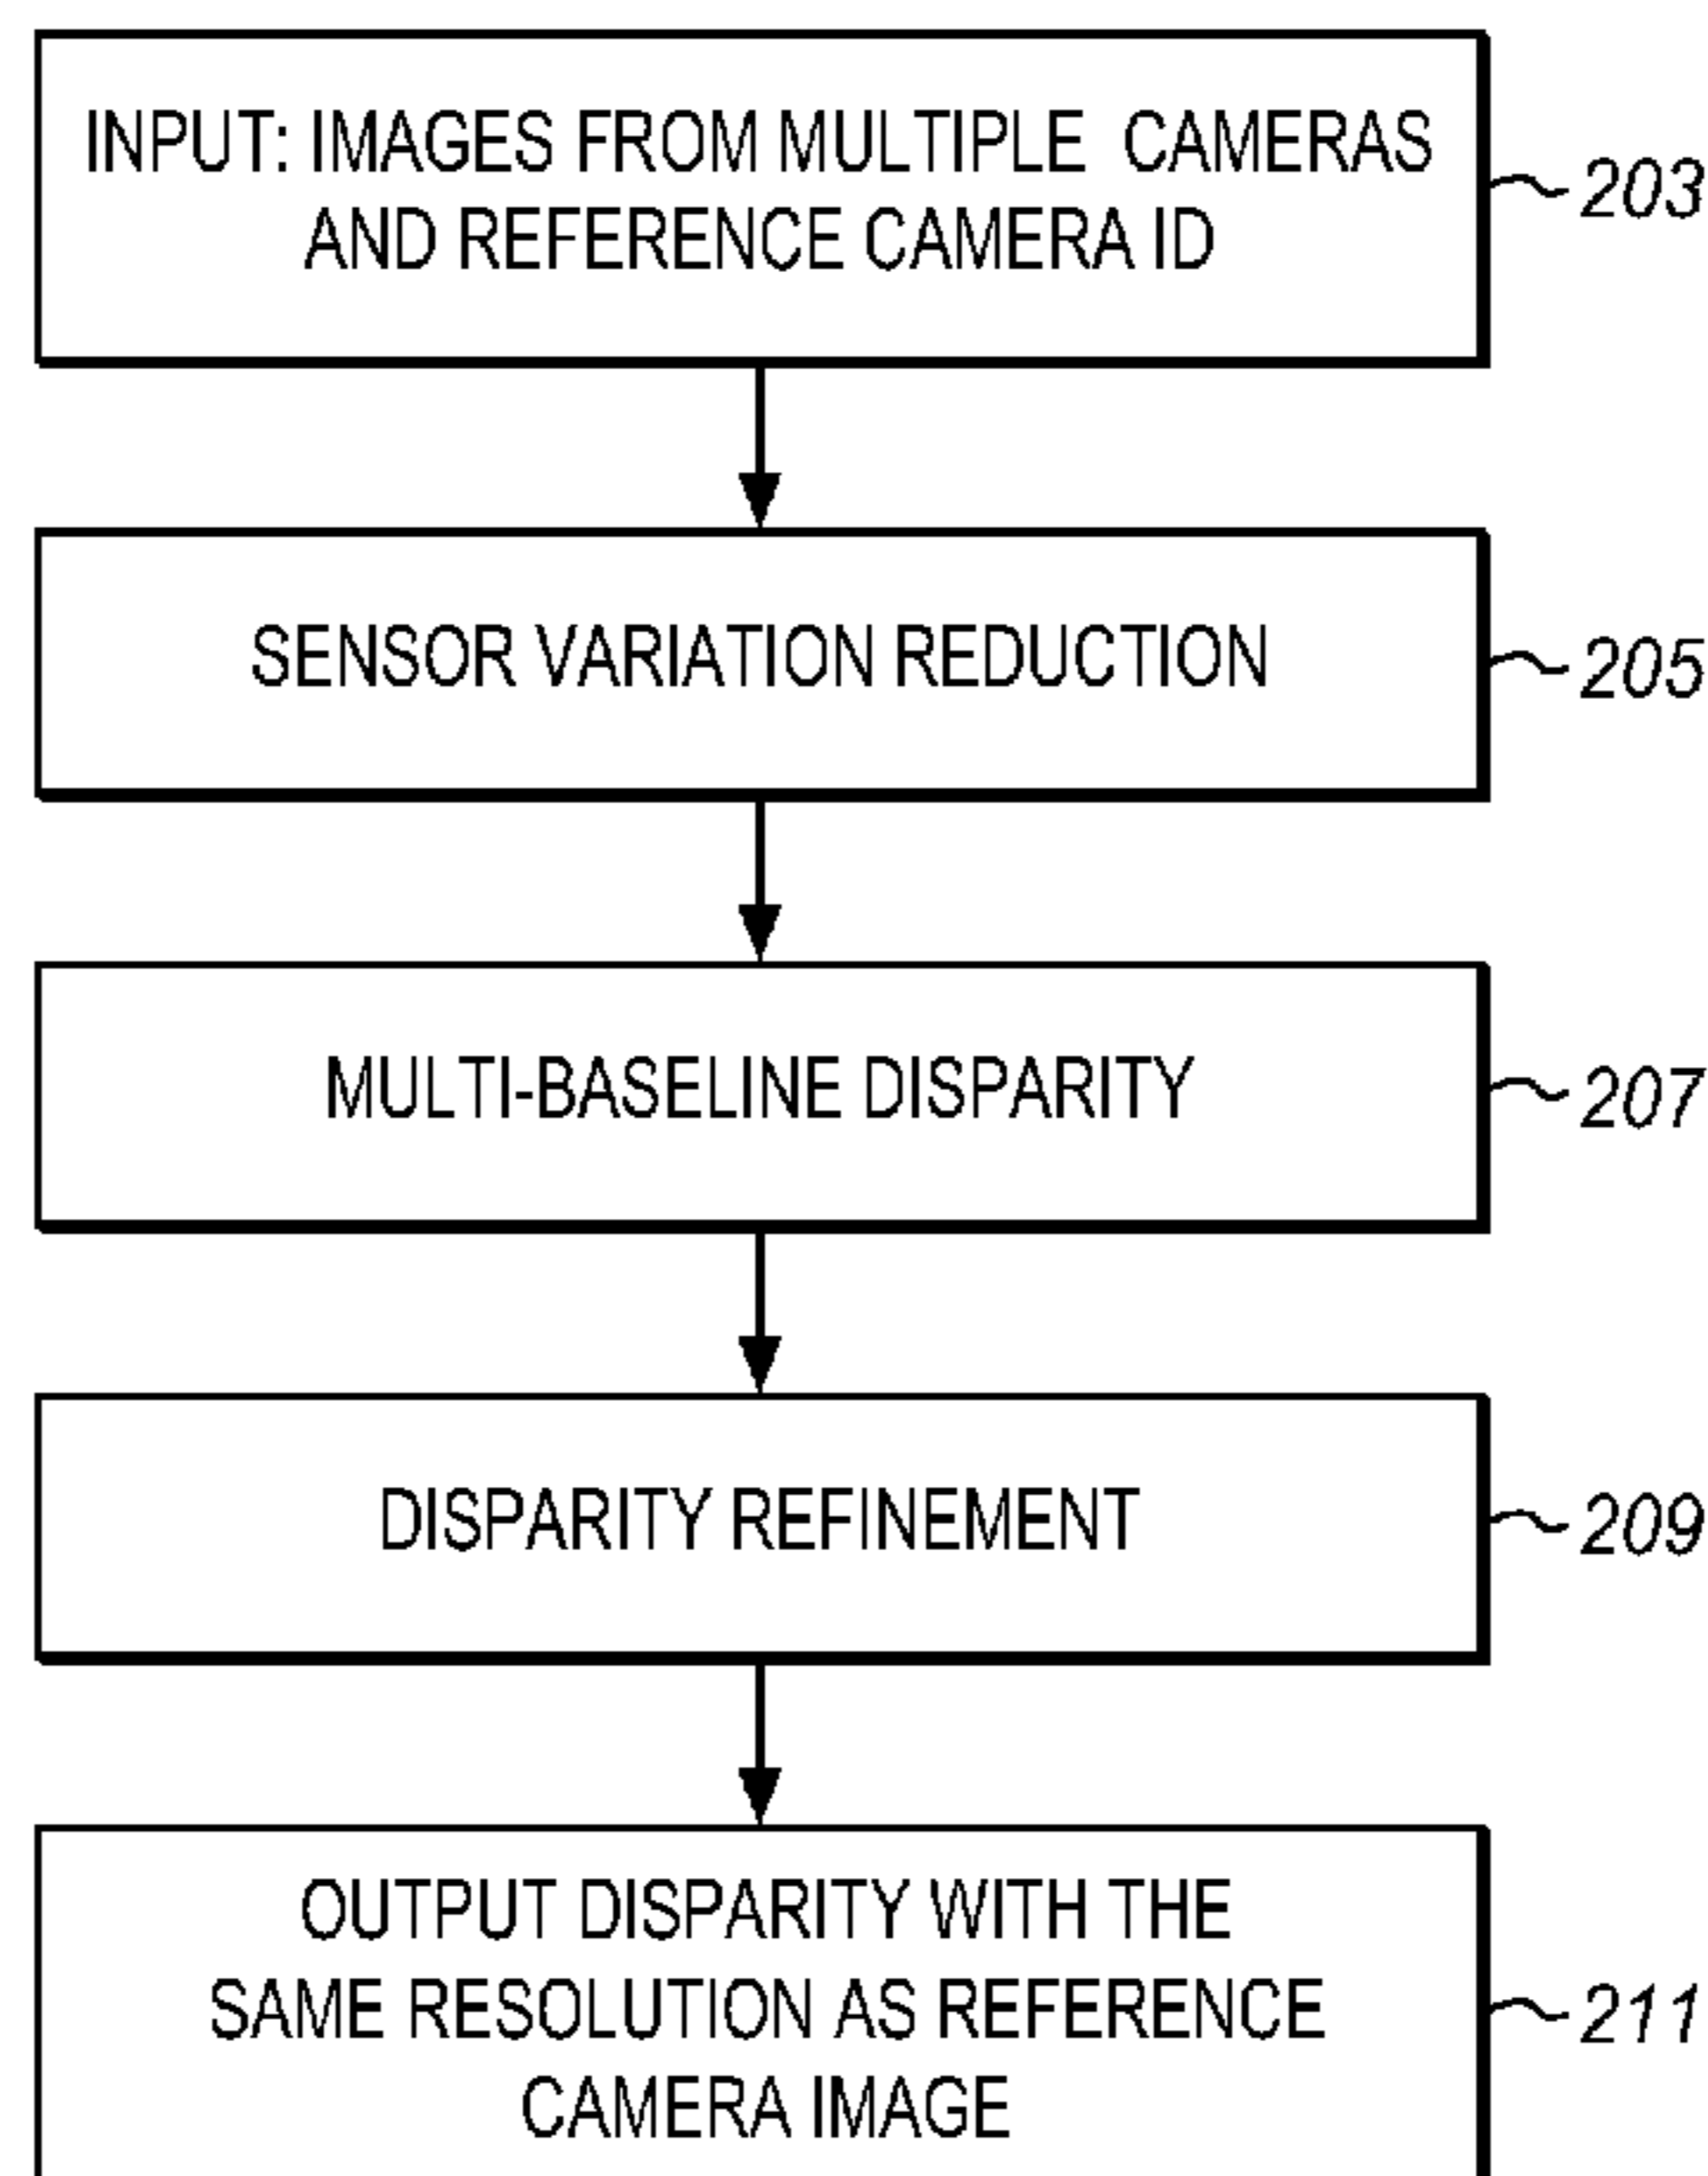 INPUT: IMAGES FROM MULTIPLE CAMERAS
AND REFERENCE CAMERA ID
203
SENSOR VARIATION REDUCTION
205
MULTI-BASELINE DISPARITY
207
DISPARITY REFINEMENT
209
OUTPUT DISPARITY WITH THE
SAME RESOLUTION AS REFERENCE
CAMERA IMAGE
211